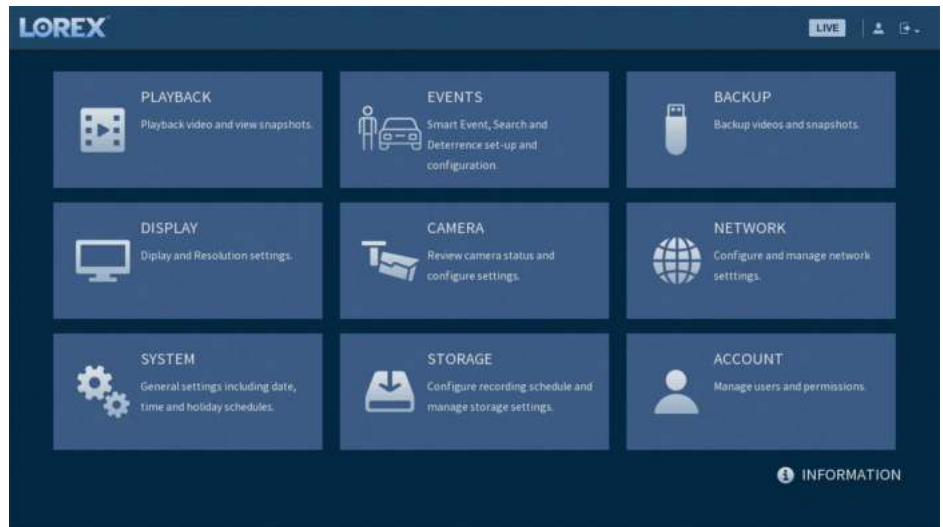 LOREX
LIVE
PLAYBACK
Playback video and view snapshots.
EVENTS
Smart Event, Search and
Deterrence set-up and
configuration.
BACKUP
Backup videos and snapshots.
DISPLAY
Diplay and Resolution settings.
CAMERA
Review camera status and
configure settings.
NETWORK
Configure and manage network
setttings.
SYSTEM
General settings including date,
time and holiday schedules.
STORAGE
Configure recording schedule and
manage storage settings.
ACCOUNT
Manage users and permissions.
INFORMATION